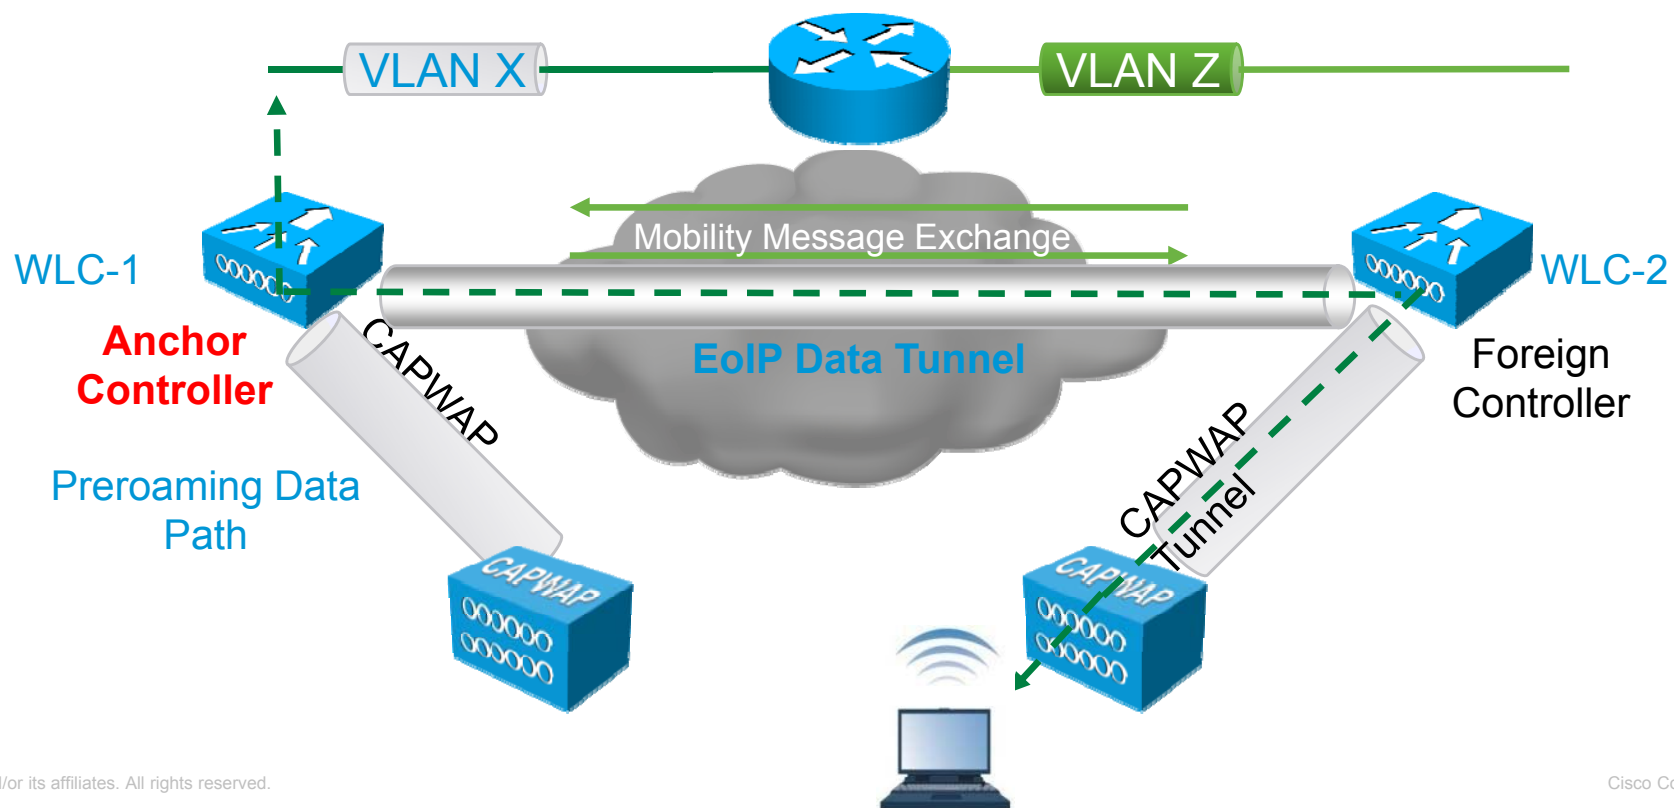 VLAN X
VLAN Z
Mobility Message Exchange
WLC-1
WLC-2
Anchor
Controller
CAPWAP
EoIP Data Tunnel
Foreign
Controller
Preroaming Data
Path
CAPWAP
Tunnel
CAPWAP
CAPWAP
/or its affiliates. All rights reserved.
Cisco Co